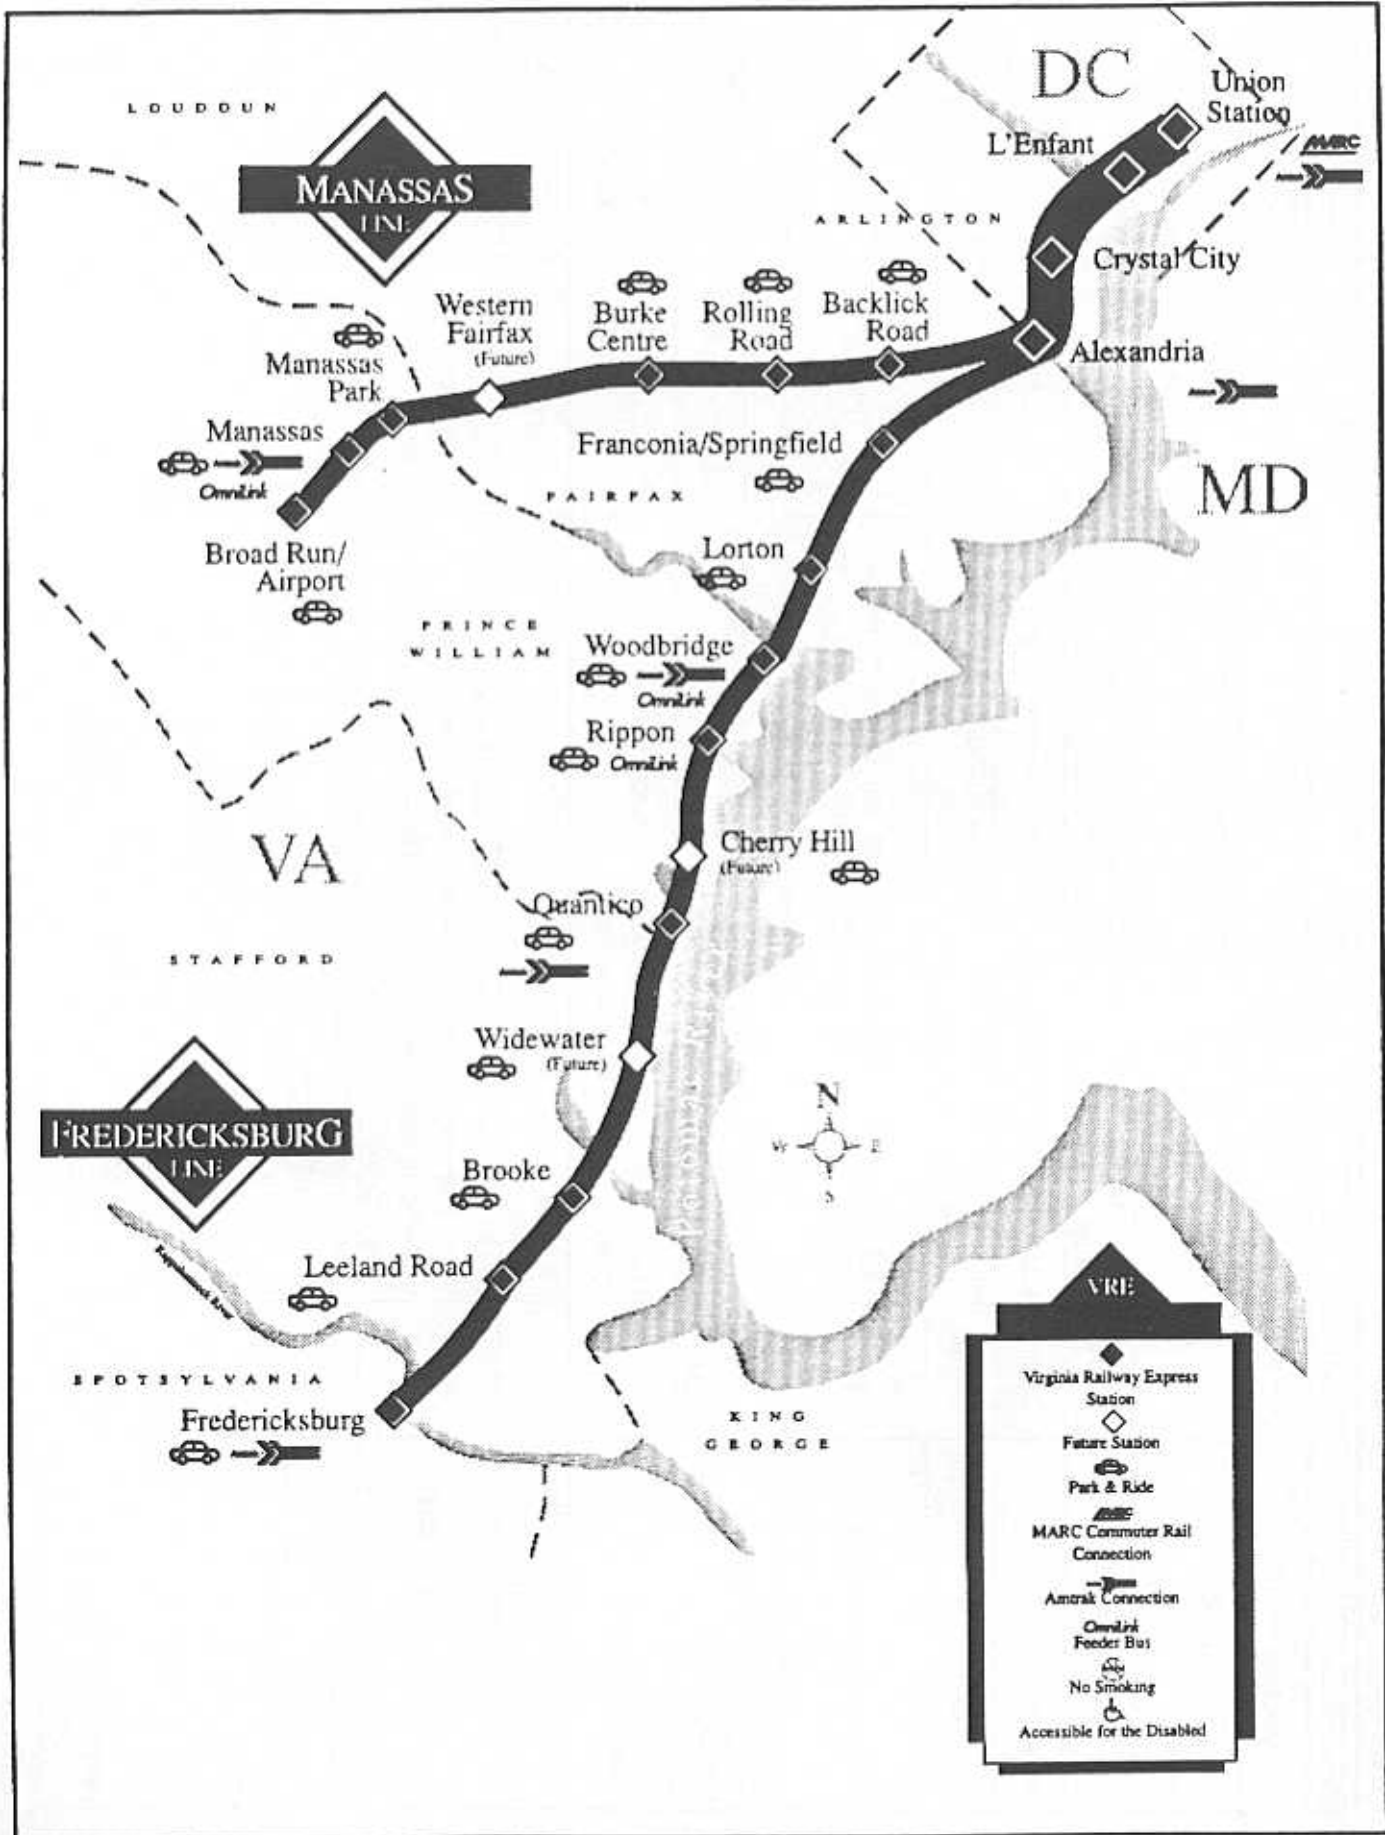 DC
Union
Station
L'Enfant
MARC
LOUDOUN
MANASSAS
LINE
ARLINGTON
Crystal City
Western
Fairfax
(Future)
Burke
Centre
Rolling
Road
Backlick
Road
Alexandria
Manassas
Park
Manassas
OmniLink
Franconia/Springfield
MD
FAIRFAX
Broad Run/
Airport
Lorton
PRINCE
WILLIAM
Woodbridge
OmniLink
Rippon
OmniLink
VA
Cherry Hill
(Future)
Quantico
STAFFORD
Widewater
(Future)
N
W E
S
FREDERICKSBURG
LINE
Brooke
Potomac
Leeland Road
Rappahannock River
SPOTSYLVANIA
Fredericksburg
KING
GEORGE
VRE
Virginia Railway Express
Station
Future Station
Park & Ride
MARC
MARC Commuter Rail
Connection
Amtrak Connection
OmniLink
Feeder Bus
No Smoking
Accessible for the Disabled